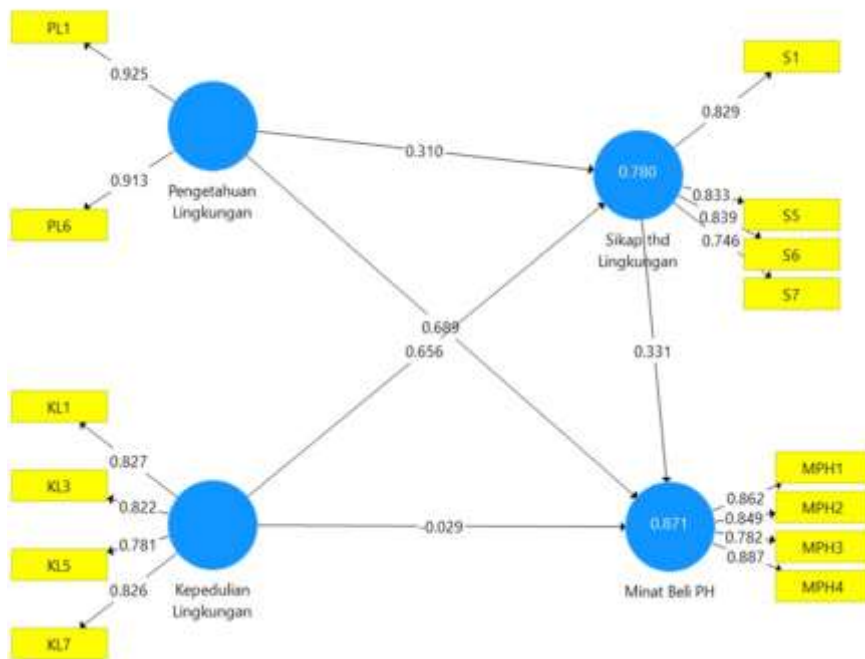 PL1
0.925
0.913
PL6
Pengetahuan
Lingkungan
0.310
S1
0.829
0.780
0.833
0.839
0.746
S5
S6
S7
Sikap thd
Lingkungan
0.689
0.656
0.331
KL1
0.827
KL3
0.822
KL5
0.781
0.826
KL7
Kepedulian
Lingkungan
-0.029
0.871
Minat Beli PH
0.862
0.849
0.782
0.887
MPH1
MPH2
MPH3
MPH4